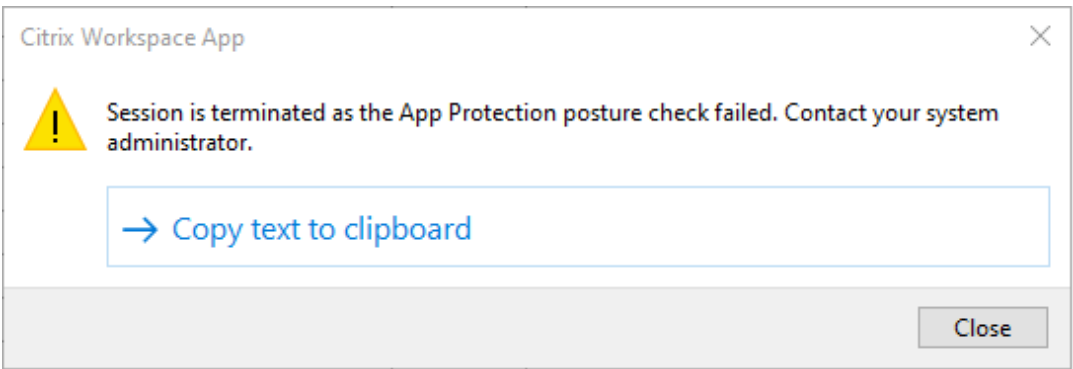 Citrix Workspace App
Session is terminated as the App Protection posture check failed. Contact your system
administrator.
→ Copy text to clipboard
Close